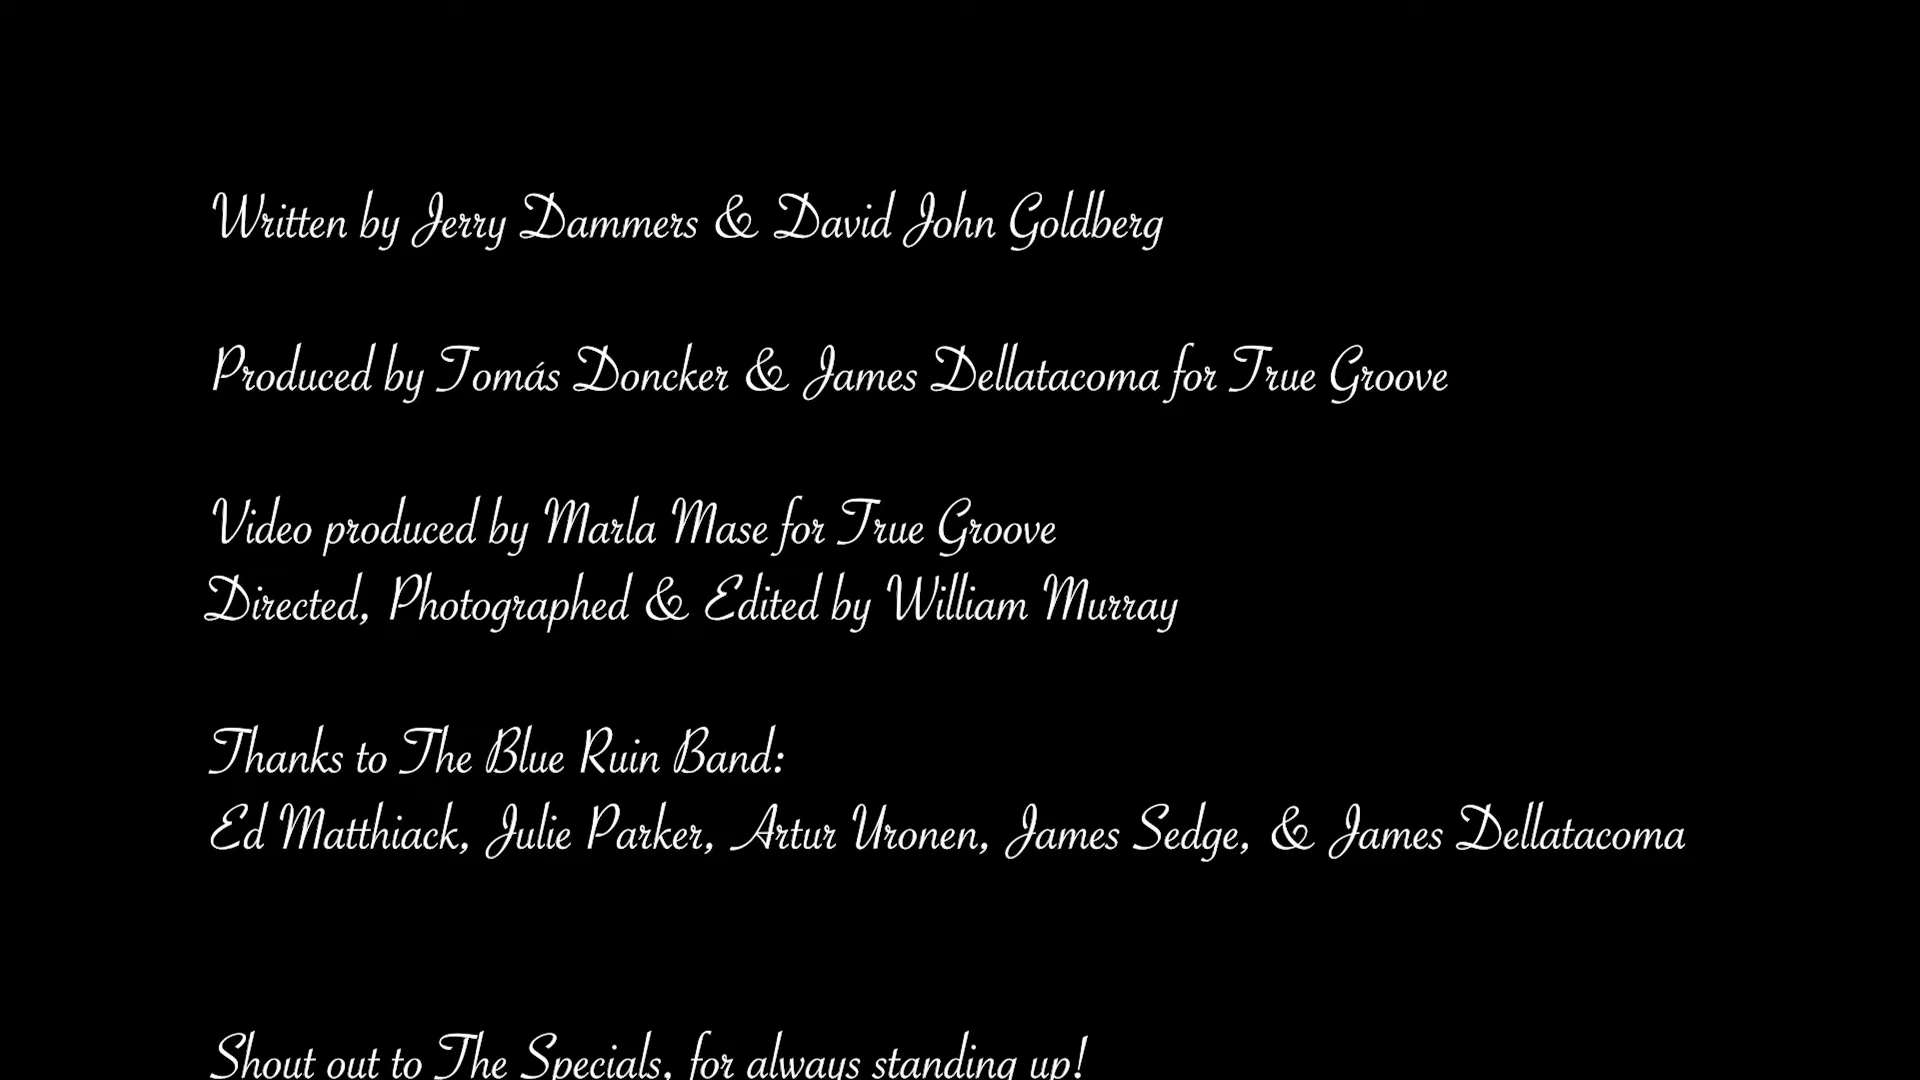 Written by Jerry Dammers & David John Goldberg
Produced by Tomás Doncker & James Dellatacoma for True Groove
Video produced by Marla Mase for True Groove
Directed, Photographed & Edited by William Murray
Thanks to The Blue Ruin Band:
Ed Matthiack, Julie Parker, Artur Uronen, James Sedge, & James Dellatacoma
Shout out to The Specials, for always standing up!